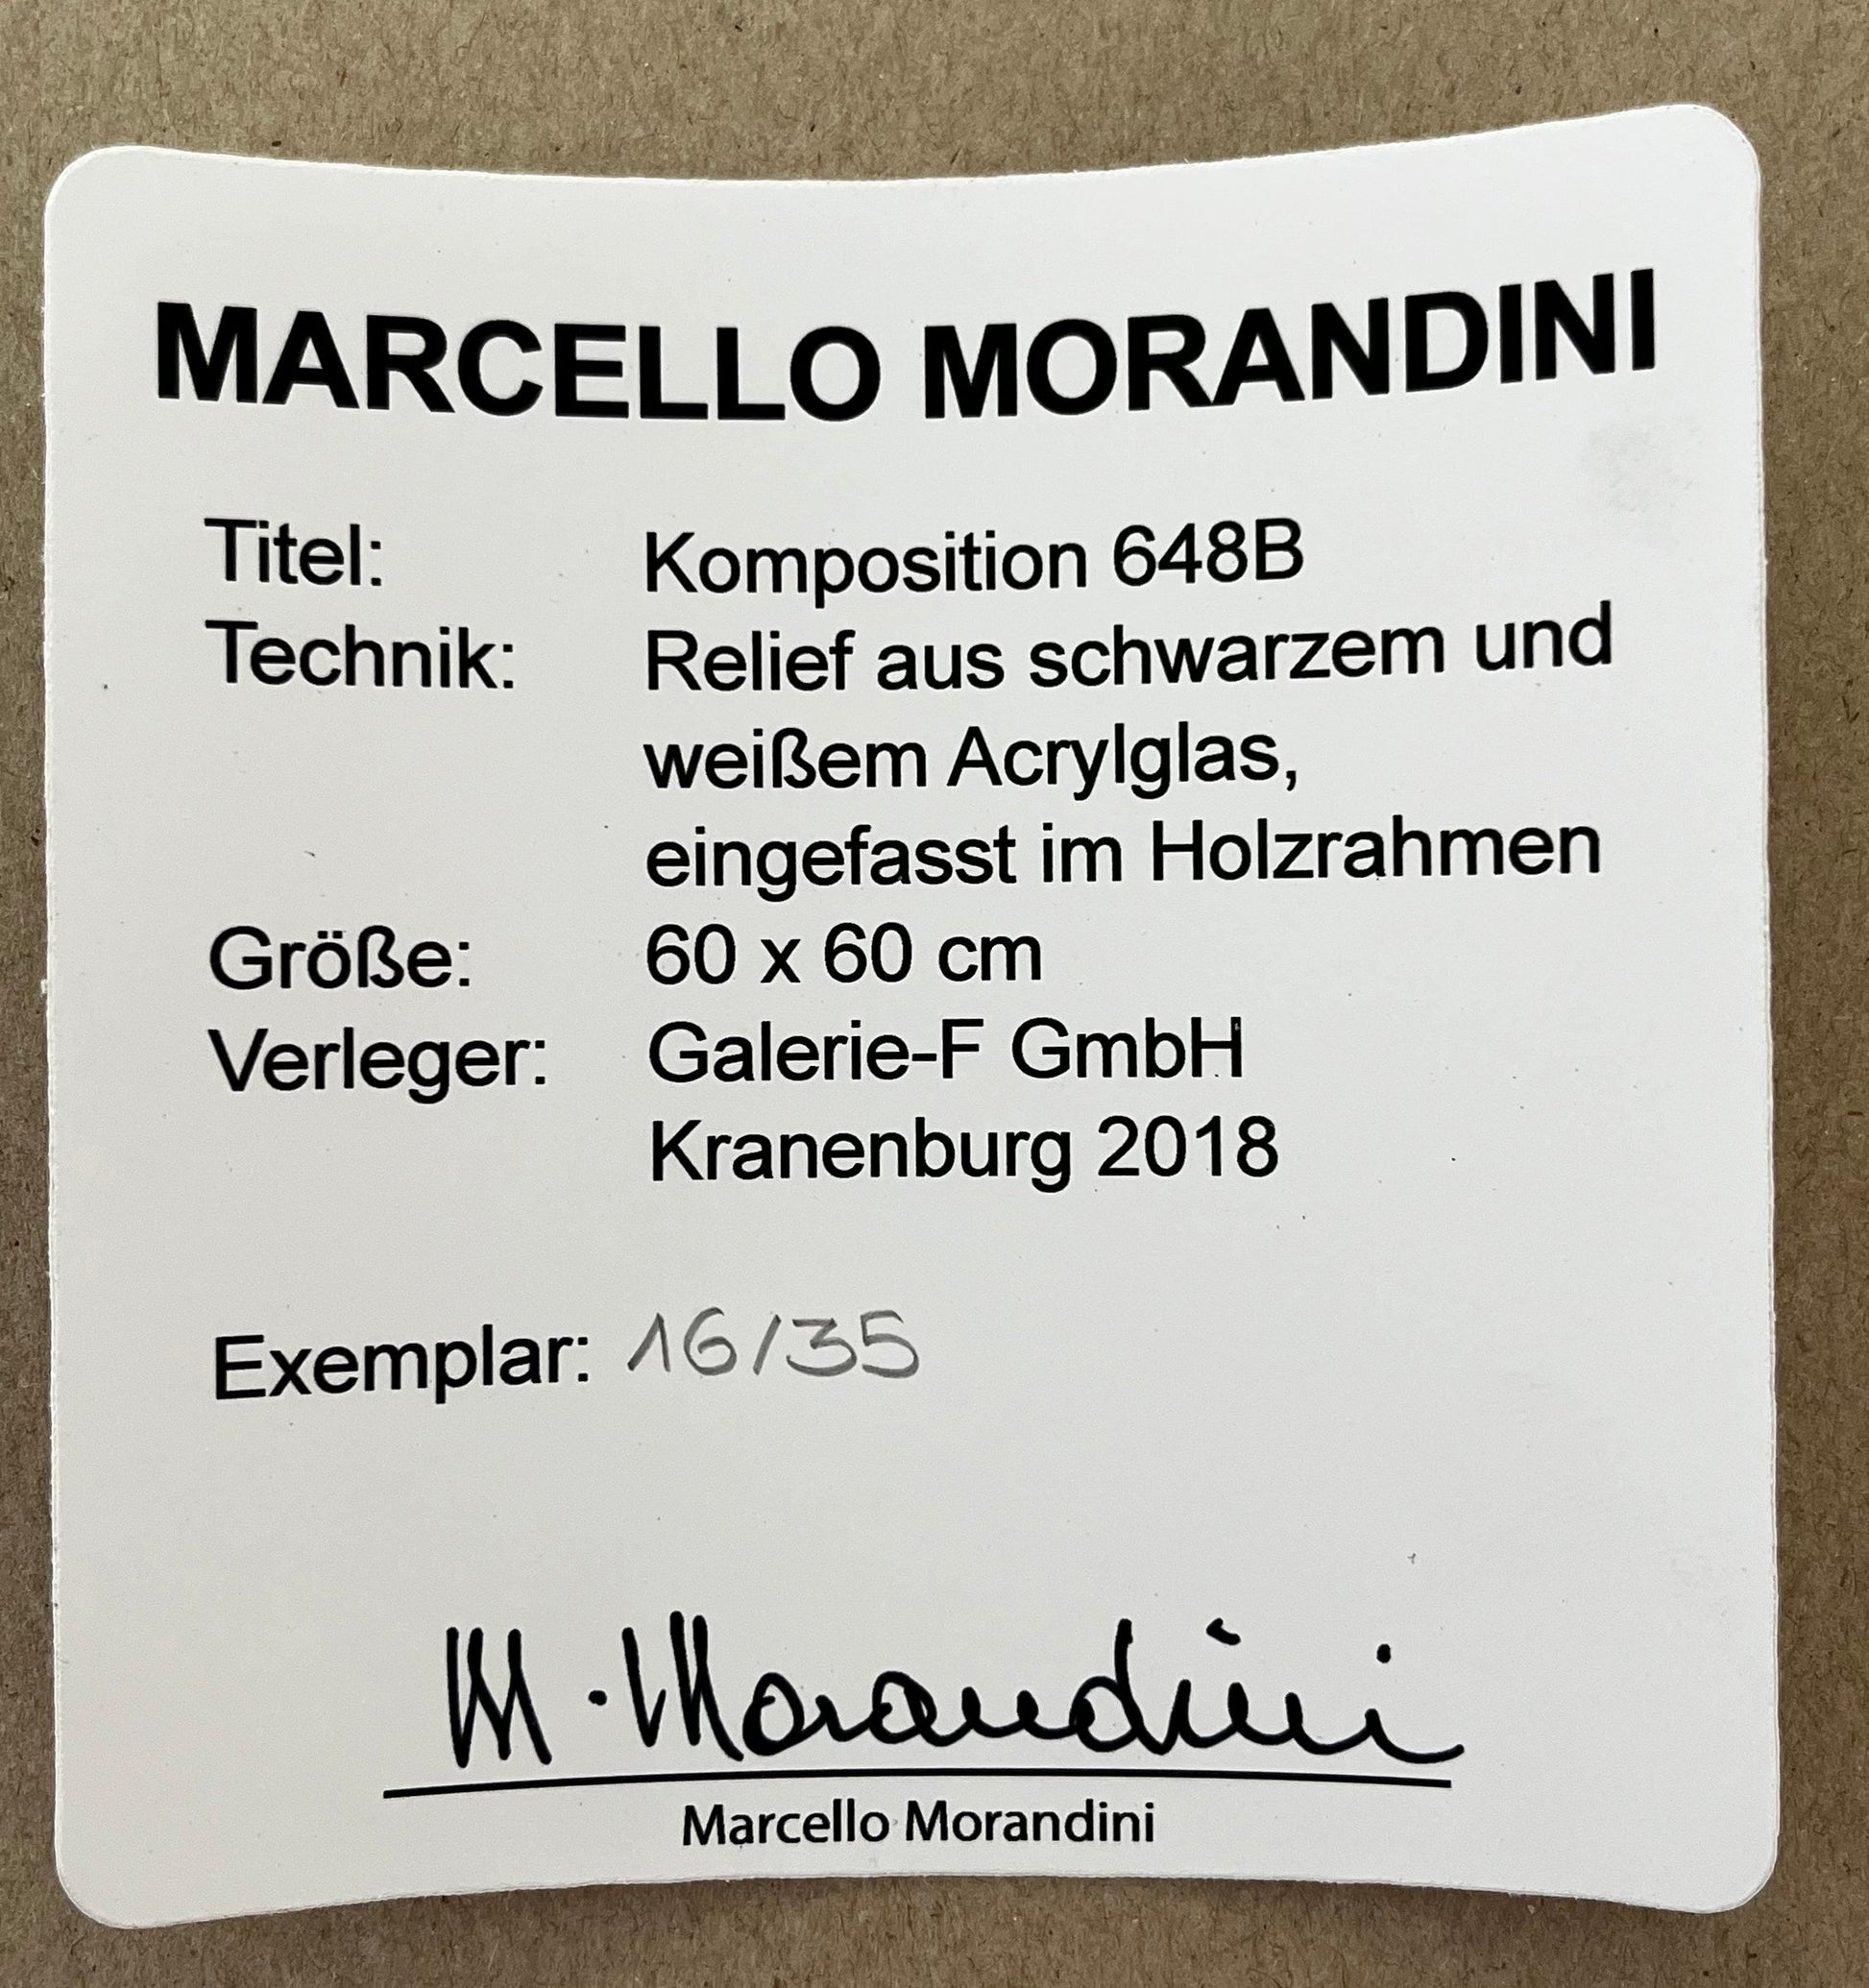 MARCELLO MORANDINI
Titel: Komposition 648B
Technik: Relief aus schwarzem und
weißem Acrylglas,
eingefasst im Holzrahmen
Größe: 60 x 60 cm
Verleger: Galerie-F GmbH
Kranenburg 2018
Exemplar: 16/35
M. Morandini
Marcello Morandini